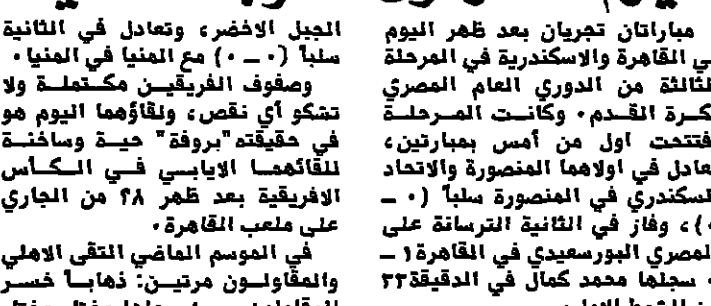 مباراتان تجريان بعد ظهر اليوم
في القاهرة والاسكندرية في المرحلة
الثالثة من الدوري العام المصري
لكرة القدم. وكانت المرحلة
افتتحت اول من أمس بمبارتين،
تعادل في اولاهما المنصورة والاتحاد
السكندري في المنصورة سلباً (٠ ــ
٠)، وفاز في الثانية الترسانة على
المصري البورسعيدي في القاهرة ١ ــ
٠ سجلها محمد كمال في الدقيقة ٢٢
الجبل الاخضر، وتعادل في الثانية
سلباً (٠ ــ ٠) مع المنيا في المنيا.
وصفوف الفريقين مكتملة ولا
تشكو أي نقص، ولقاؤهما اليوم هو
في حقيقته "بروفة" حية وساخنة
للقائهما الايابي في الكأس
الافريقية بعد ظهر ٢٨ من الجاري
على ملعب القاهرة.
في الموسم الماضي التقى الاهلي
والمقاولون مرتين: ذهاباً خسر